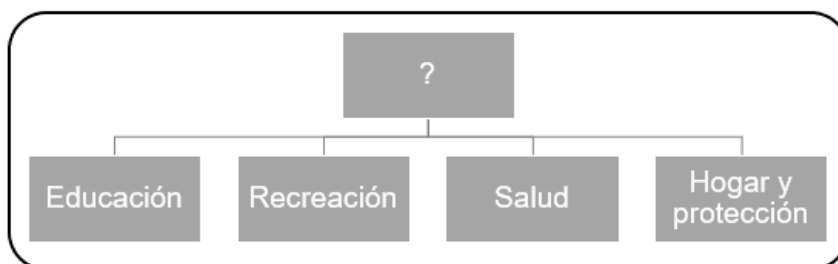 ?
Educación
Recreación
Salud
Hogar y
protección